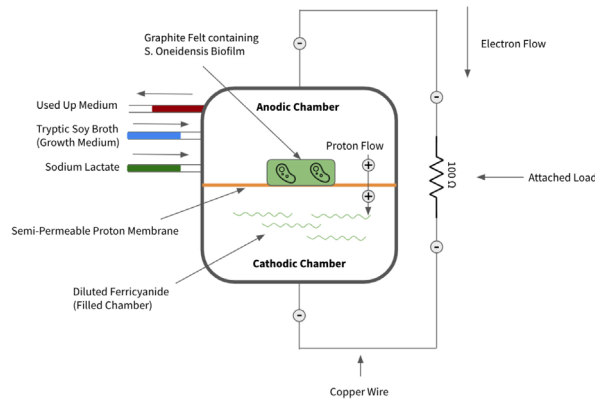 Graphite Felt containing
S. Oneidensis Biofilm
Electron Flow
Used Up Medium
Anodic Chamber
Tryptic Soy Broth
(Growth Medium)
Proton Flow
Sodium Lactate
100 Ω
Attached Load
Semi-Permeable Proton Membrane
Cathodic Chamber
Diluted Ferricyanide
(Filled Chamber)
Copper Wire